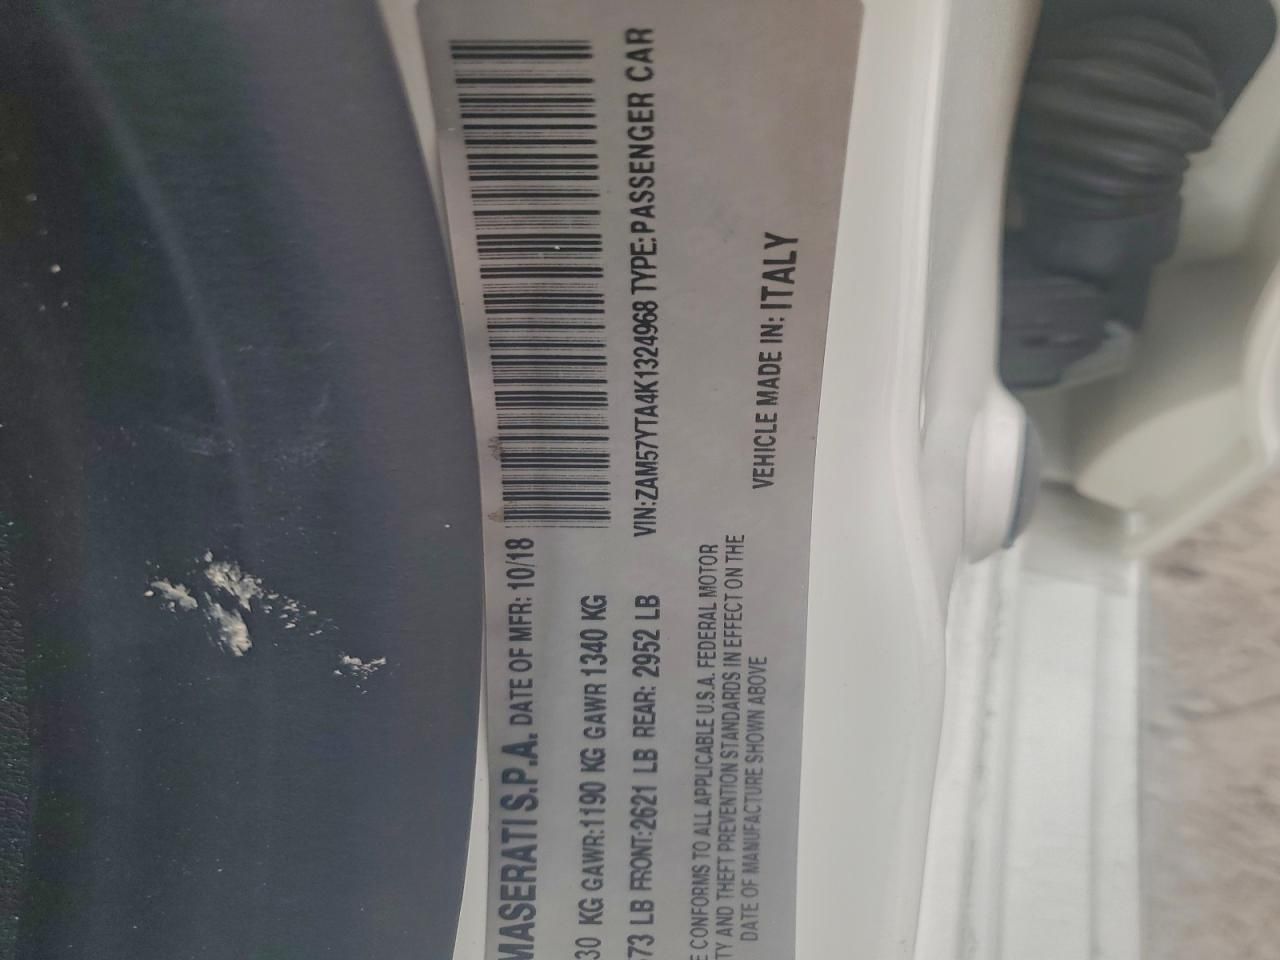 MASERATI S.P.A. DATE OF MFR: 10/18
30 KG GAWR:1190 KG GAWR 1340 KG
73 LB FRONT:2621 LB REAR: 2952 LB
VIN:ZAM57YTA4K1324968 TYPE:PASSENGER CAR
E CONFORMS TO ALL APPLICABLE U.S.A. FEDERAL MOTOR
TY AND THEFT PREVENTION STANDARDS IN EFFECT ON THE
DATE OF MANUFACTURE SHOWN ABOVE
VEHICLE MADE IN: ITALY